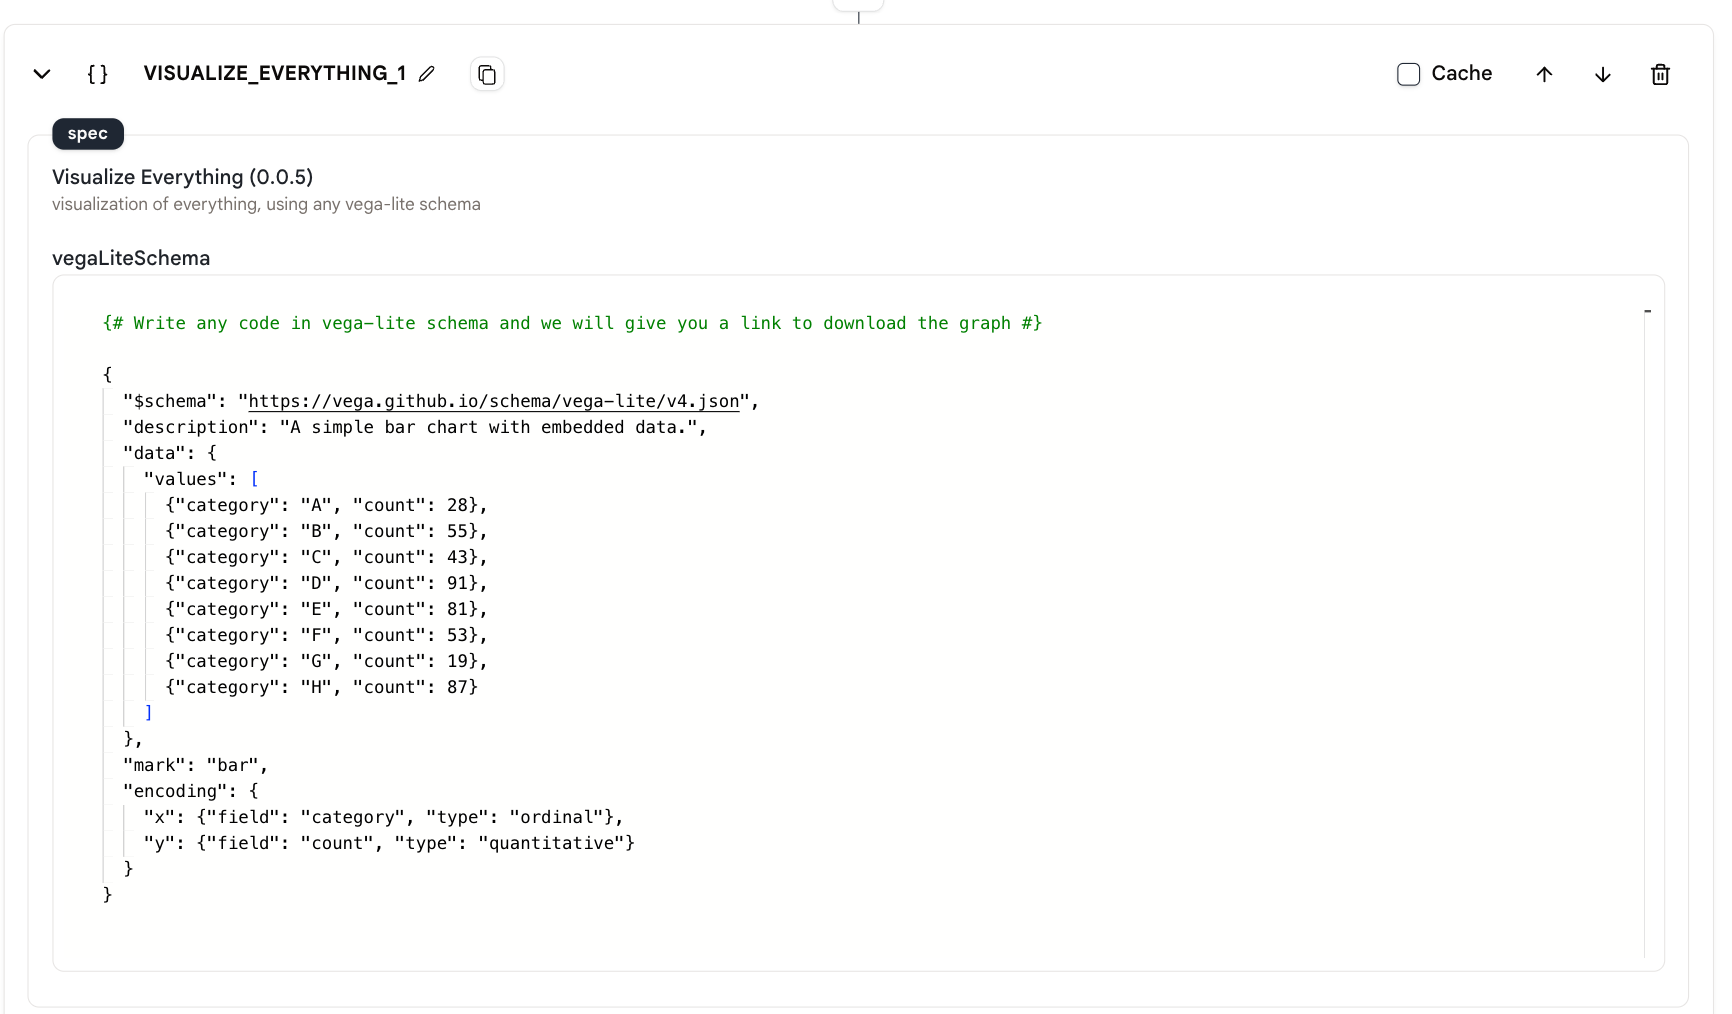 VISUALIZE_EVERYTHING_1
Cache
spec
Visualize Everything (0.0.5)
visualization of everything, using any vega-lite schema
vegaLiteSchema
{# Write any code in vega-lite schema and we will give you a link to download the graph #}
{
  "$schema": "https://vega.github.io/schema/vega-lite/v4.json",
  "description": "A simple bar chart with embedded data.",
  "data": {
    "values": [
      {"category": "A", "count": 28},
      {"category": "B", "count": 55},
      {"category": "C", "count": 43},
      {"category": "D", "count": 91},
      {"category": "E", "count": 81},
      {"category": "F", "count": 53},
      {"category": "G", "count": 19},
      {"category": "H", "count": 87}
    ]
  },
  "mark": "bar",
  "encoding": {
    "x": {"field": "category", "type": "ordinal"},
    "y": {"field": "count", "type": "quantitative"}
  }
}